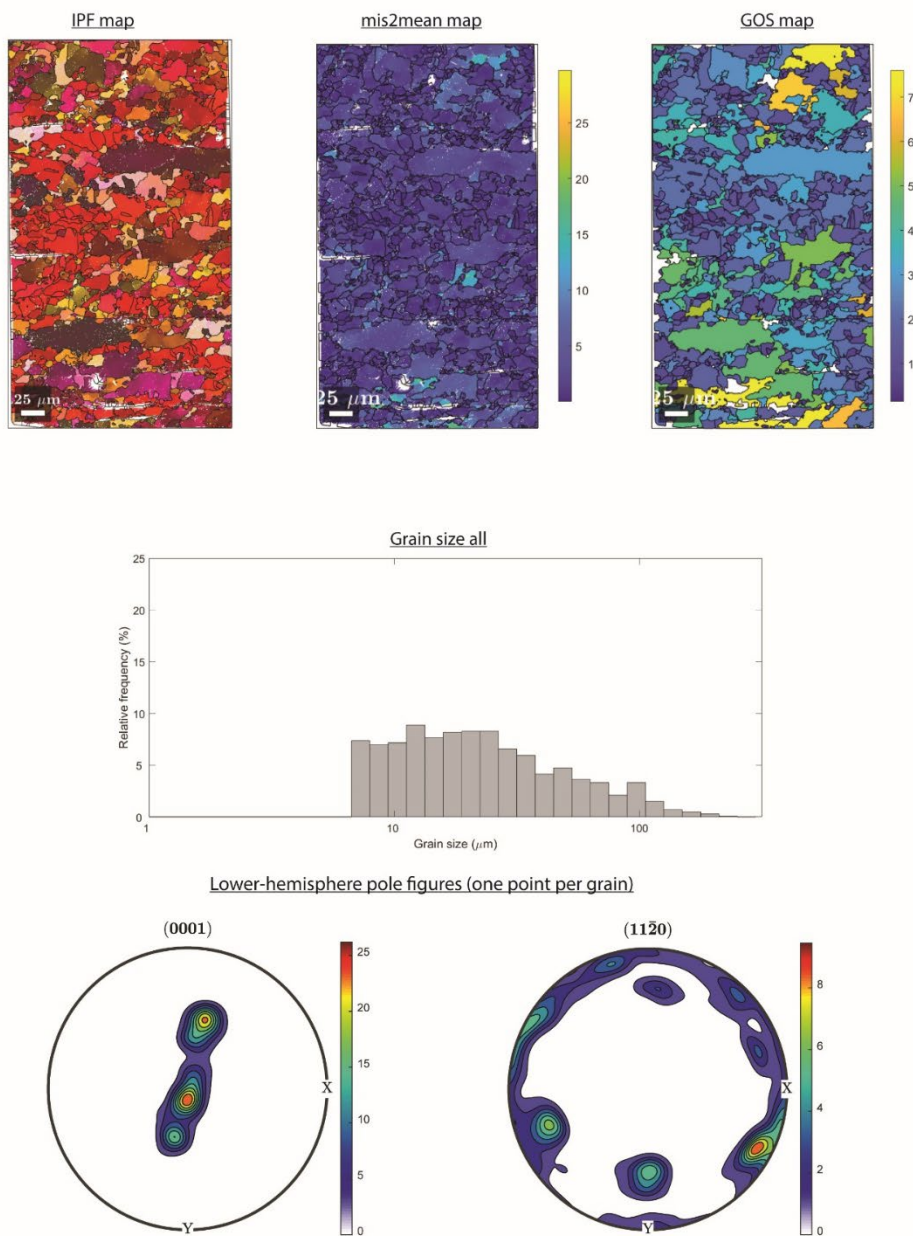 IPF map
mis2mean map
GOS map
25 μm
25 μm
25 μm
25
20
15
10
5
7
6
5
4
3
2
1
Grain size all
25
20
15
10
5
0
Relative frequency (%)
1
10
100
Grain size (μm)
Lower-hemisphere pole figures (one point per grain)
(0001)
X
Y
25
20
15
10
5
0
(112̄0)
X
Y
8
6
4
2
0